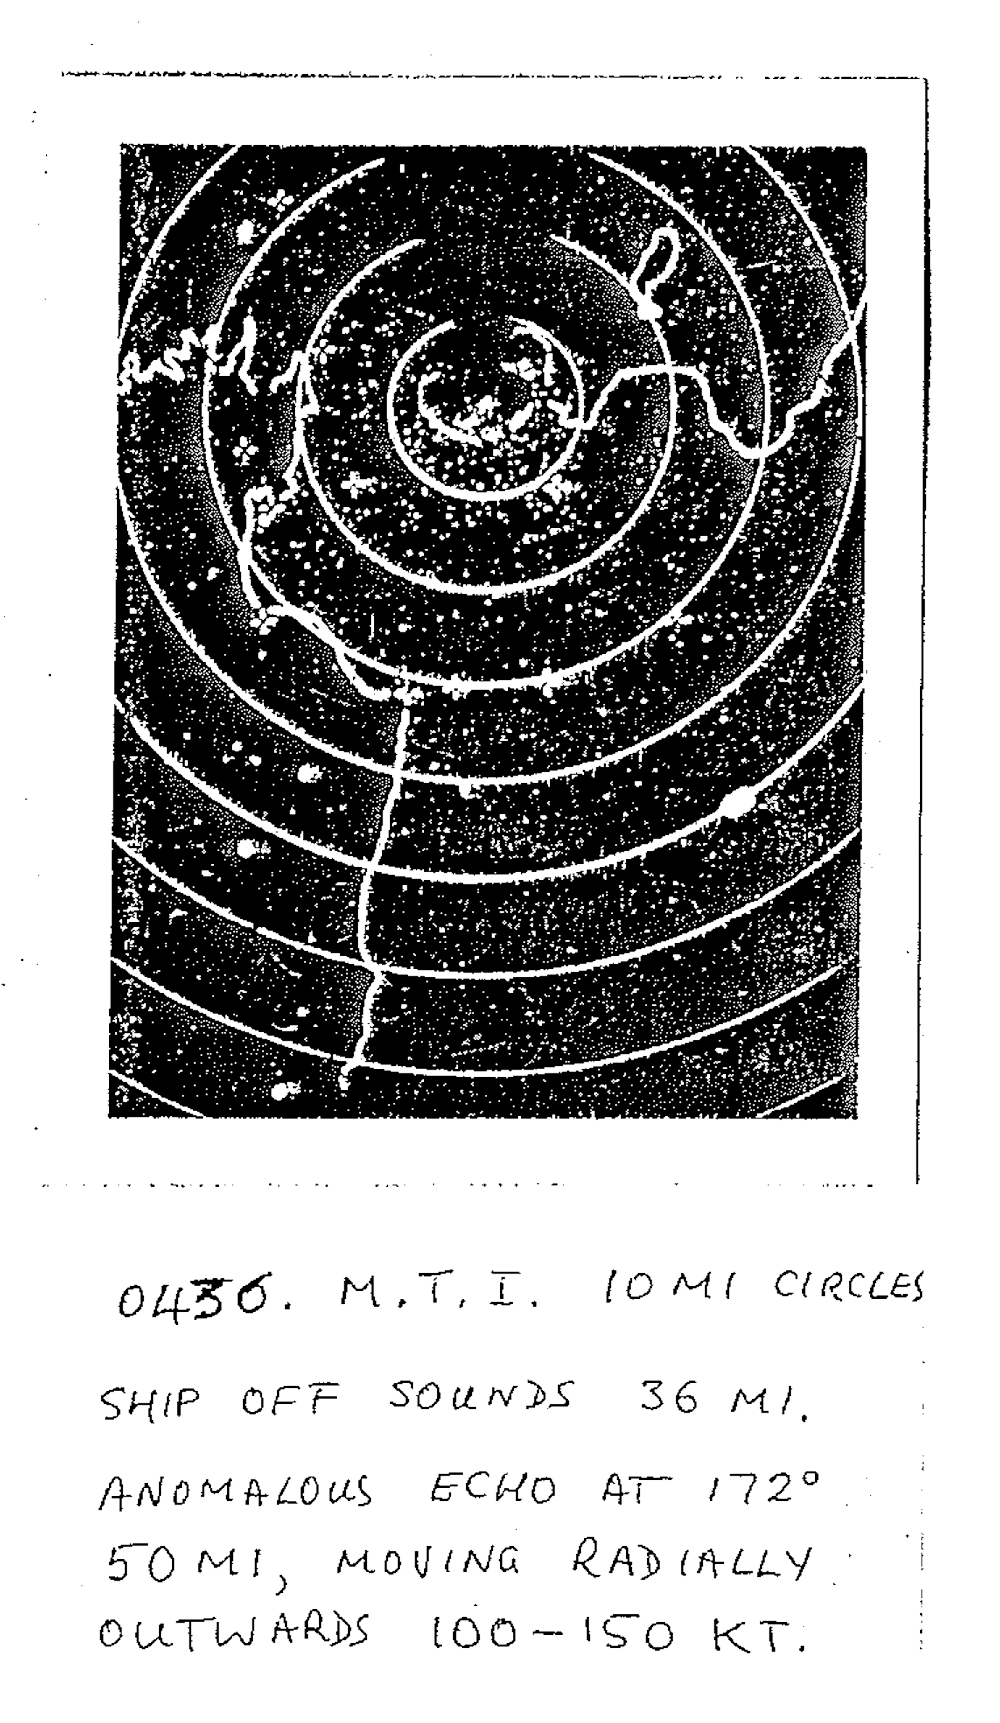 0430. M.T.I. 10 MI CIRCLES
SHIP OFF SOUNDS 36 MI.
ANOMALOUS ECHO AT 172°
50 MI, MOVING RADIALLY
OUTWARDS 100-150 KT.